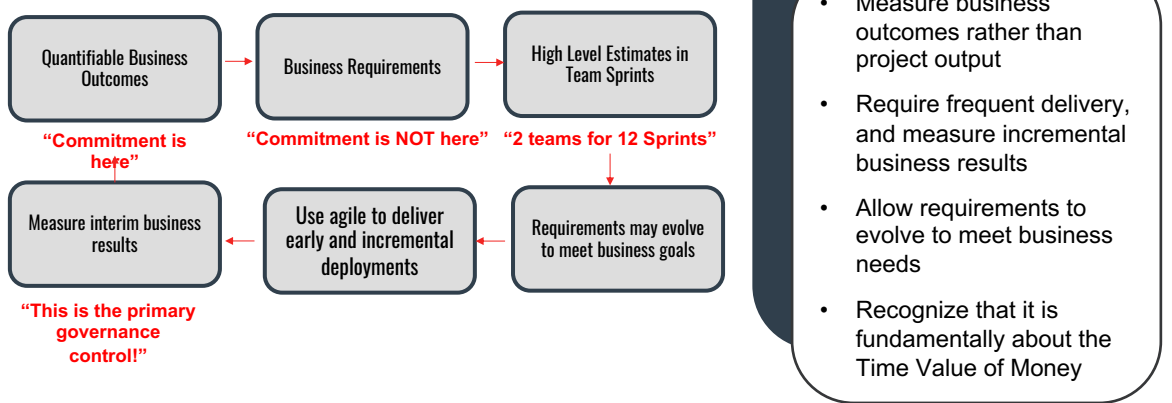 Quantifiable Business
Outcomes
Business Requirements
High Level Estimates in
Team Sprints
“Commitment is
here”
“Commitment is NOT here”
“2 teams for 12 Sprints”
Measure interim business
results
Use agile to deliver
early and incremental
deployments
Requirements may evolve
to meet business goals
“This is the primary
governance
control!”
• Measure business
outcomes rather than
project output
• Require frequent delivery,
and measure incremental
business results
• Allow requirements to
evolve to meet business
needs
• Recognize that it is
fundamentally about the
Time Value of Money